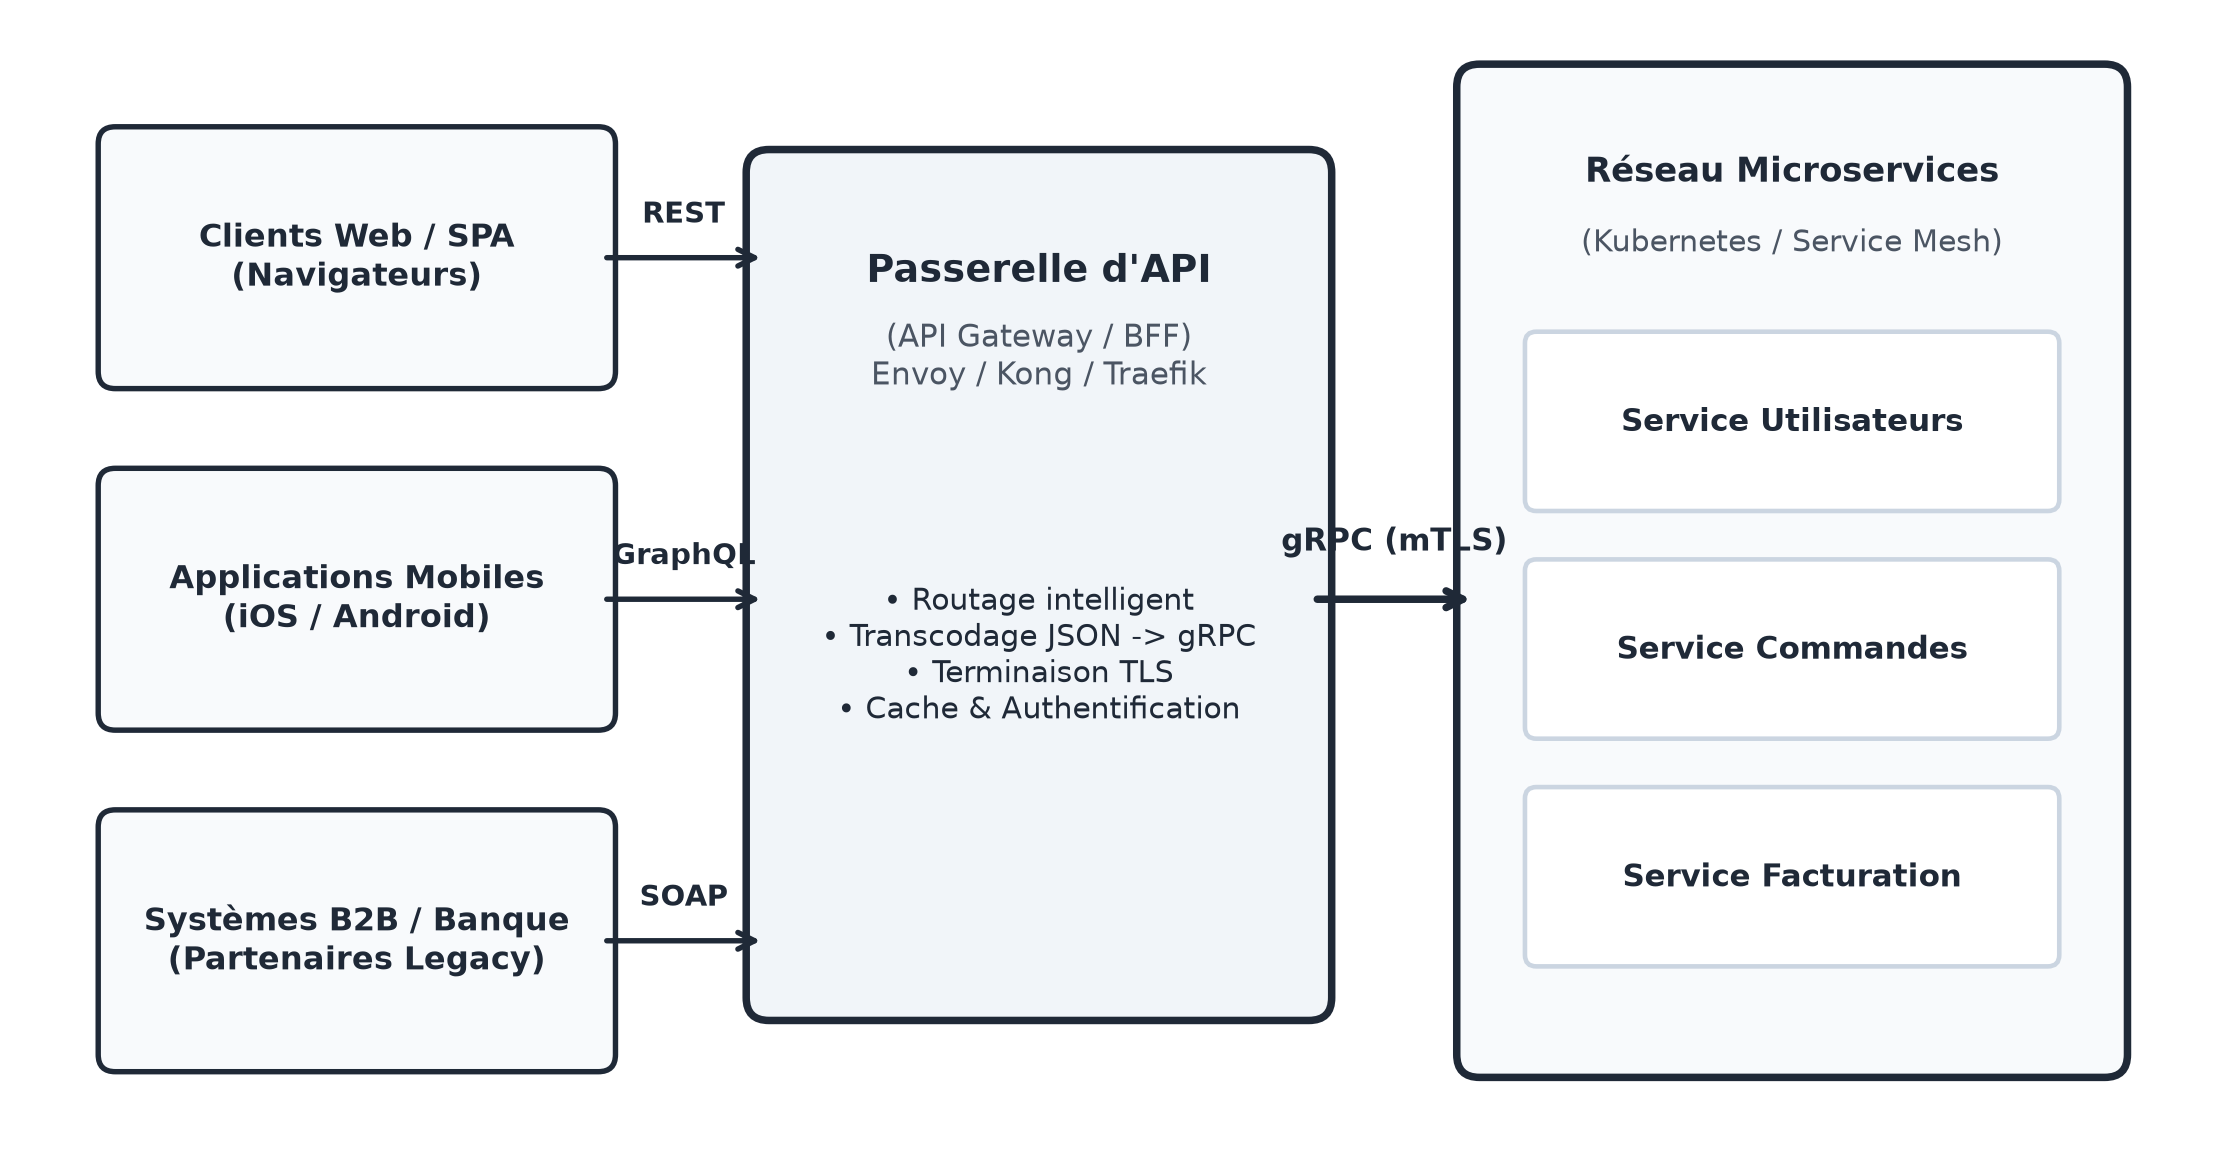 Clients Web / SPA
(Navigateurs)
REST
Applications Mobiles
(iOS / Android)
GraphQL
Systèmes B2B / Banque
(Partenaires Legacy)
SOAP
Passerelle d'API
(API Gateway / BFF)
Envoy / Kong / Traefik
• Routage intelligent
• Transcodage JSON -> gRPC
• Terminaison TLS
• Cache & Authentification
gRPC (mTLS)
Réseau Microservices
(Kubernetes / Service Mesh)
Service Utilisateurs
Service Commandes
Service Facturation